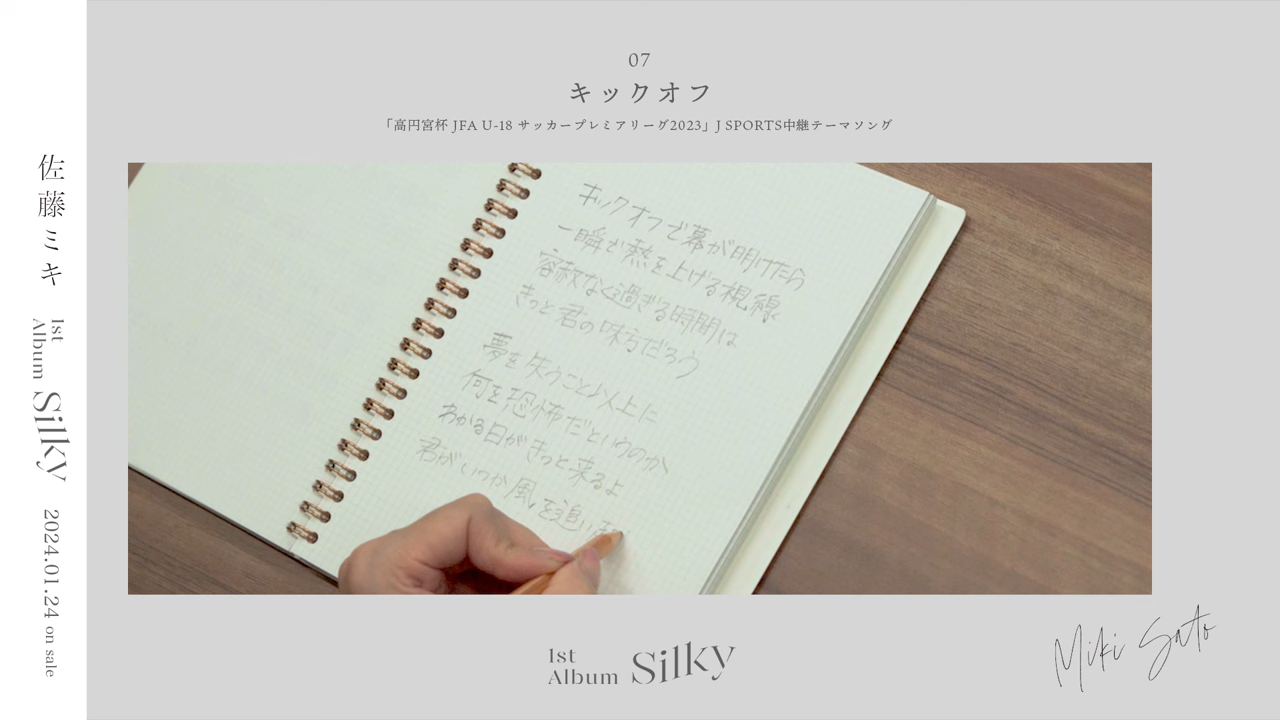 07
キックオフ
「高円宮杯 JFA U-18 サッカープレミアリーグ2023」J SPORTS中継テーマソング
佐藤ミキ
1st
Album
Silky
2024.01.24 on sale
キックオフで幕が明けたら
一瞬で熱を上げる視線
容赦なく過ぎる時間は
きっと君の味方だろう
夢を失うこと以上に
何を恐怖だというのか
わかる日がきっと来るよ
君がいつか風を追い
1st
Album
Silky
Miki Sato